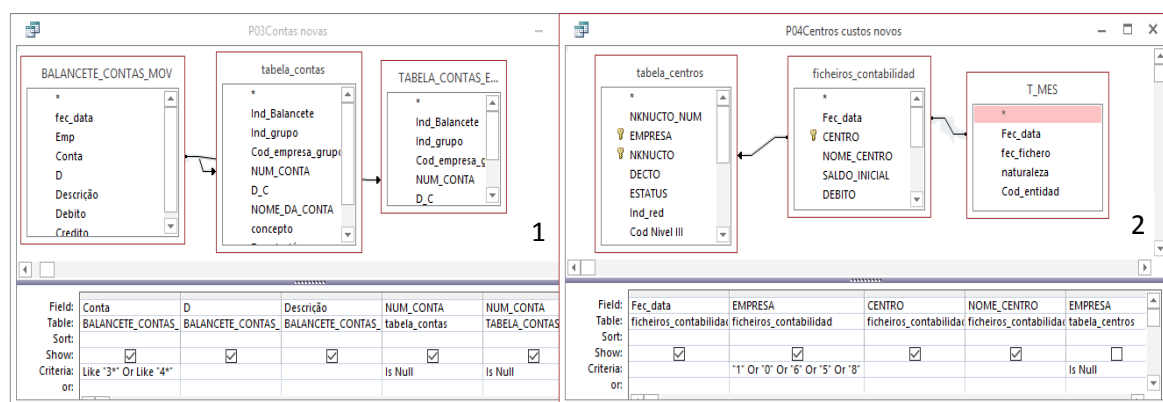 P03Contas novas
BALANCETE_CONTAS_MOV
*
fec_data
Emp
Conta
D
Descrição
Debito
Credito
tabela_contas
*
Ind_Balancete
Ind_grupo
Cod_empresa_grupo
NUM_CONTA
D_C
NOME_DA_CONTA
concepto
TABELA_CONTAS_E...
*
Ind_Balancete
Ind_grupo
Cod_empresa_g
NUM_CONTA
D_C
1
Field: Conta D Descrição NUM_CONTA NUM_CONTA
Table: BALANCETE_CONTAS_ BALANCETE_CONTAS_ BALANCETE_CONTAS_ tabela_contas TABELA_CONTAS
Sort:
Show:
Criteria: Like "3*" Or Like "4*" Is Null Is Null
or:
P04Centros custos novos
tabela_centros
*
NKNUCTO_NUM
EMPRESA
NKNUCTO
DECTO
ESTATUS
Ind_red
Cod Nivel III
ficheiros_contabilidad
*
Fec_data
CENTRO
NOME_CENTRO
SALDO_INICIAL
DEBITO
T_MES
*
Fec_data
fec_fichero
naturaleza
Cod_entidad
2
Field: Fec_data EMPRESA CENTRO NOME_CENTRO EMPRESA
Table: ficheiros_contabilidad ficheiros_contabilidad ficheiros_contabilidad ficheiros_contabilidad tabela_centros
Sort:
Show:
Criteria: "1" Or "0" Or "6" Or "5" Or "8" Is Null
or: